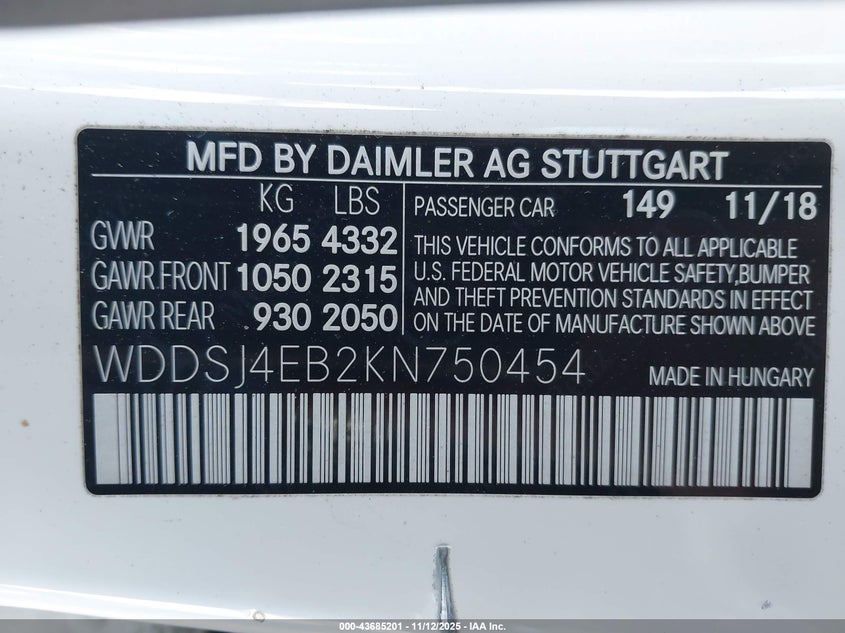 MFD BY DAIMLER AG STUTTGART
KG LBS
GVWR 1965 4332
GAWR.FRONT 1050 2315
GAWR REAR 930 2050
PASSENGER CAR 149 11/18
THIS VEHICLE CONFORMS TO ALL APPLICABLE
U.S. FEDERAL MOTOR VEHICLE SAFETY,BUMPER
AND THEFT PREVENTION STANDARDS IN EFFECT
ON THE DATE OF MANUFACTURE SHOWN ABOVE
WDDSJ4EB2KN750454
MADE IN HUNGARY
000-43685201 - 11/12/2025 - IAA Inc.